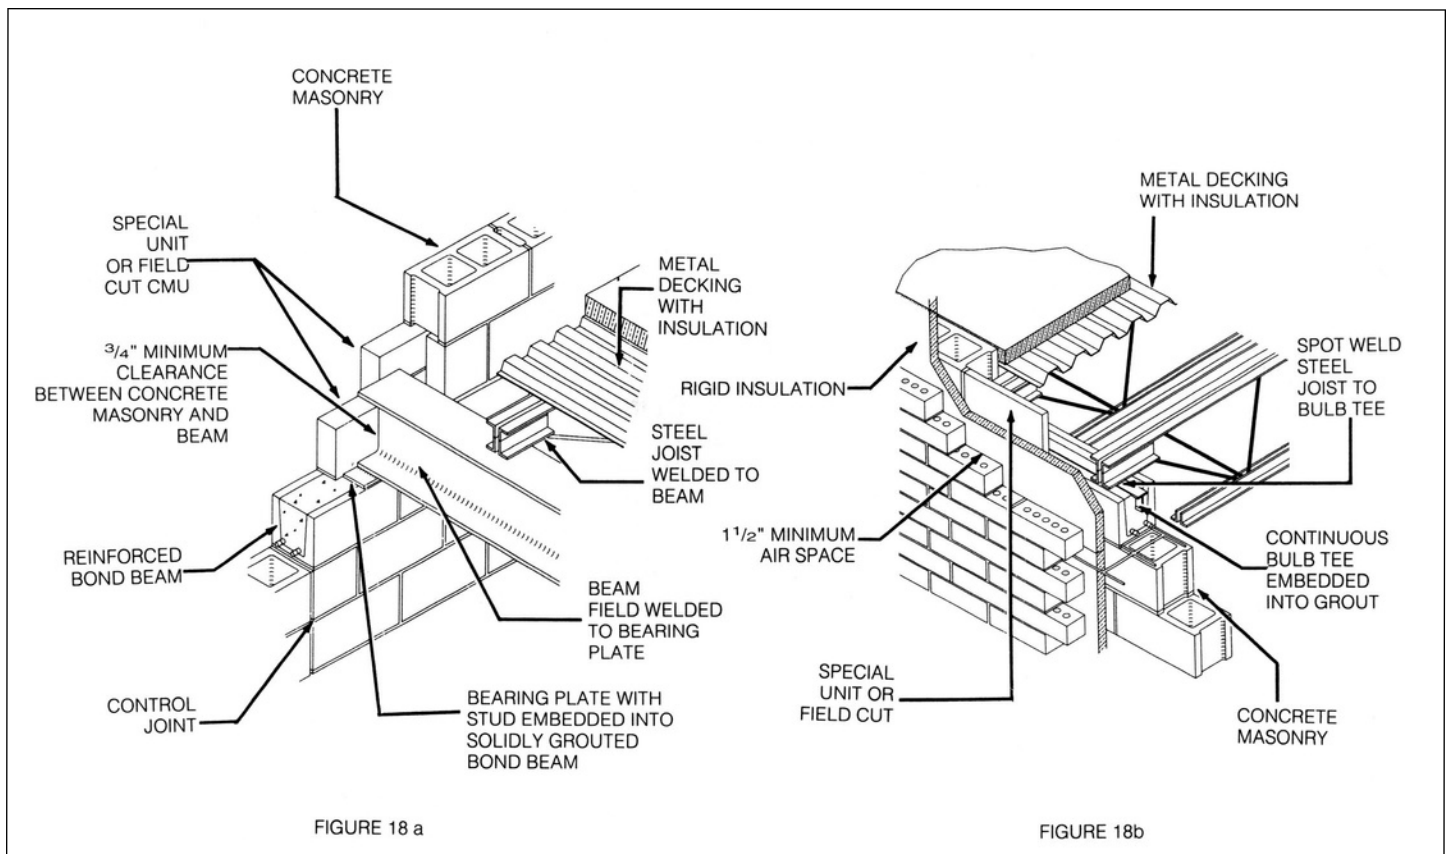 CONCRETE
MASONRY
SPECIAL
UNIT
OR FIELD
CUT CMU
3/4" MINIMUM
CLEARANCE
BETWEEN CONCRETE
MASONRY AND
BEAM
METAL
DECKING
WITH
INSULATION
STEEL
JOIST
WELDED TO
BEAM
REINFORCED
BOND BEAM
BEAM
FIELD WELDED
TO BEARING
PLATE
CONTROL
JOINT
BEARING PLATE WITH
STUD EMBEDDED INTO
SOLIDLY GROUTED
BOND BEAM
FIGURE 18 a
METAL DECKING
WITH INSULATION
RIGID INSULATION
SPOT WELD
STEEL
JOIST TO
BULB TEE
1 1/2" MINIMUM
AIR SPACE
CONTINUOUS
BULB TEE
EMBEDDED
INTO GROUT
SPECIAL
UNIT OR
FIELD CUT
CONCRETE
MASONRY
FIGURE 18b